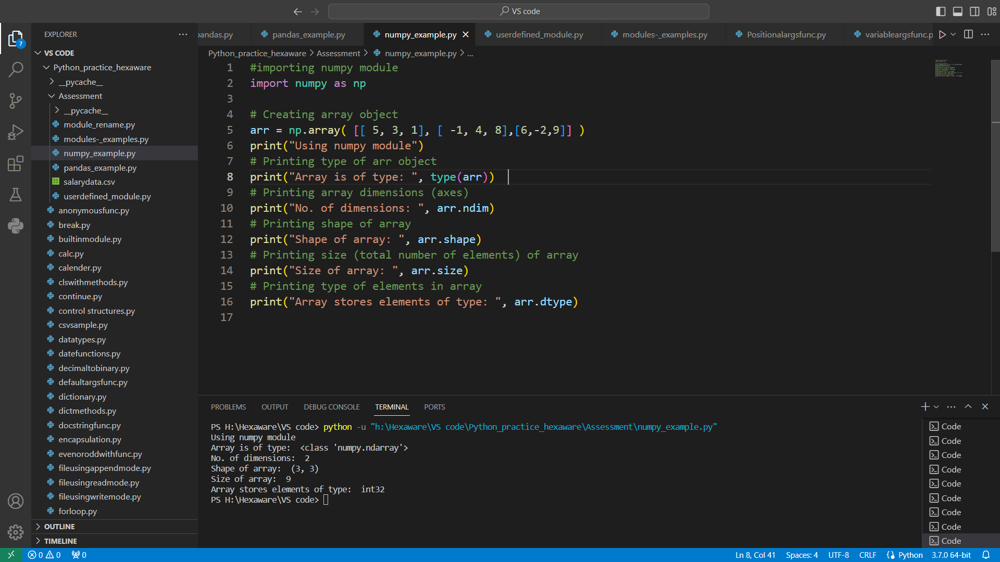 VS code
EXPLORER
7
VS CODE
Python_practice_hexaware
__pycache__
Assessment
__pycache__
module_rename.py
modules-_examples.py
numpy_example.py
pandas_example.py
salarydata.csv
userdefined_module.py
anonymousfunc.py
break.py
builtinmodule.py
calc.py
calender.py
clswithmethods.py
continue.py
control structures.py
csvsample.py
datatypes.py
datefunctions.py
decimaltobinary.py
defaultargsfunc.py
dictionary.py
dictmethods.py
docstringfunc.py
encapsulation.py
evenoroddwithfunc.py
fileusingappendmode.py
fileusingreadmode.py
fileusingwritemode.py
forloop.py
OUTLINE
TIMELINE
pandas.py pandas_example.py numpy_example.py userdefined_module.py modules-_examples.py Positionalargsfunc.py variableargsfunc.p
Python_practice_hexaware > Assessment > numpy_example.py > ...
1 #importing numpy module
2 import numpy as np
3
4 # Creating array object
5 arr = np.array( [[ 5, 3, 1], [ -1, 4, 8],[6,-2,9]] )
6 print("Using numpy module")
7 # Printing type of arr object
8 print("Array is of type: ", type(arr))
9 # Printing array dimensions (axes)
10 print("No. of dimensions: ", arr.ndim)
11 # Printing shape of array
12 print("Shape of array: ", arr.shape)
13 # Printing size (total number of elements) of array
14 print("Size of array: ", arr.size)
15 # Printing type of elements in array
16 print("Array stores elements of type: ", arr.dtype)
17
PROBLEMS OUTPUT DEBUG CONSOLE TERMINAL PORTS
PS H:\Hexaware\VS code> python -u "h:\Hexaware\VS code\Python_practice_hexaware\Assessment\numpy_example.py"
Using numpy module
Array is of type:  <class 'numpy.ndarray'>
No. of dimensions:  2
Shape of array:  (3, 3)
Size of array:  9
Array stores elements of type:  int32
PS H:\Hexaware\VS code>
Code
Code
Code
Code
Code
Code
Code
Code
Code
0 0 0 Ln 8, Col 41 Spaces: 4 UTF-8 CRLF Python 3.7.0 64-bit